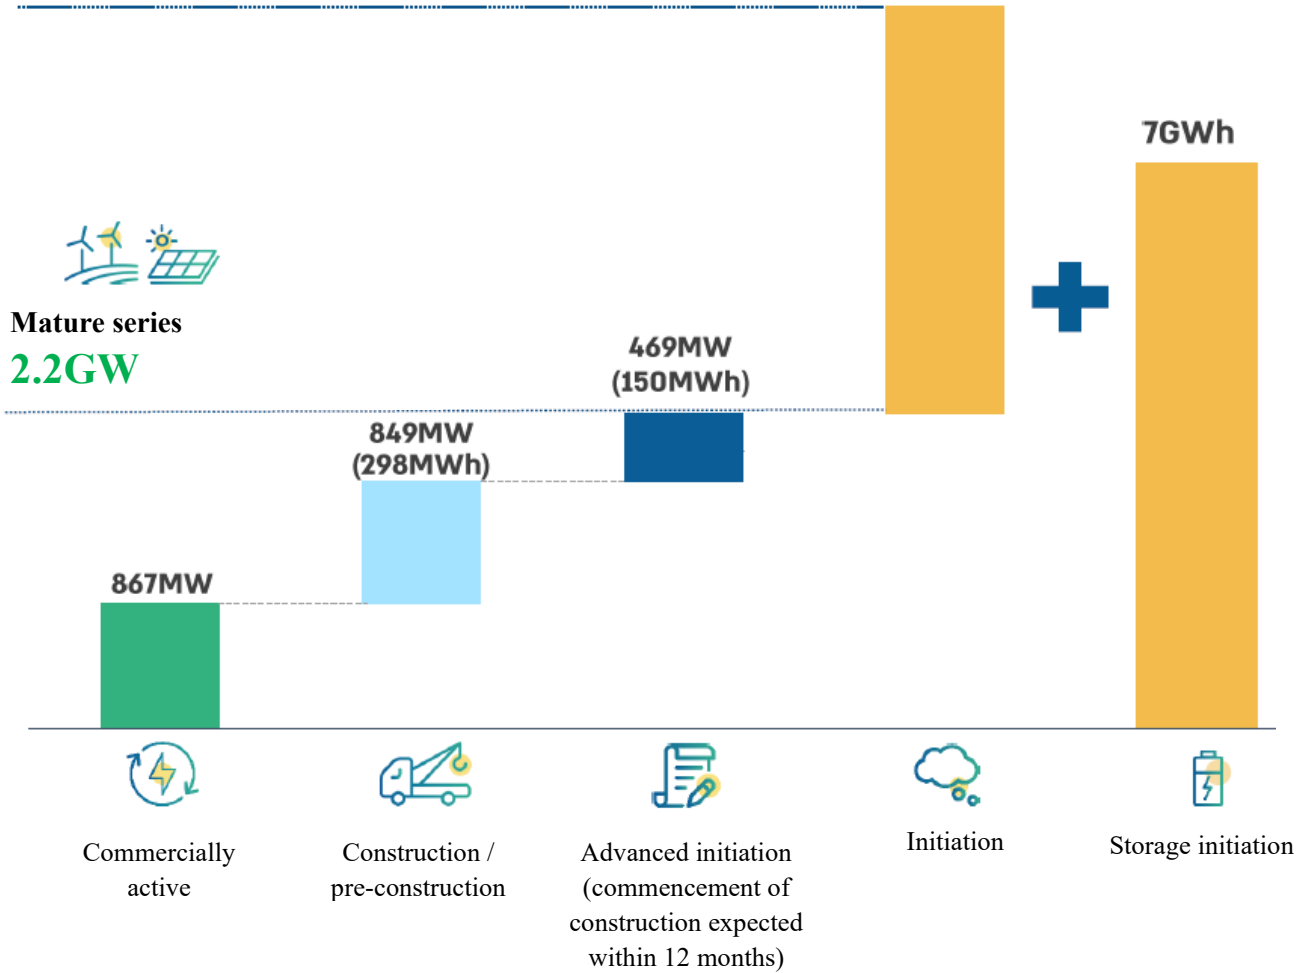 7GWh
Mature series
2.2GW
469MW
(150MWh)
849MW
(298MWh)
867MW
Commercially
active
Construction /
pre-construction
Advanced initiation
(commencement of
construction expected
within 12 months)
Initiation
Storage initiation